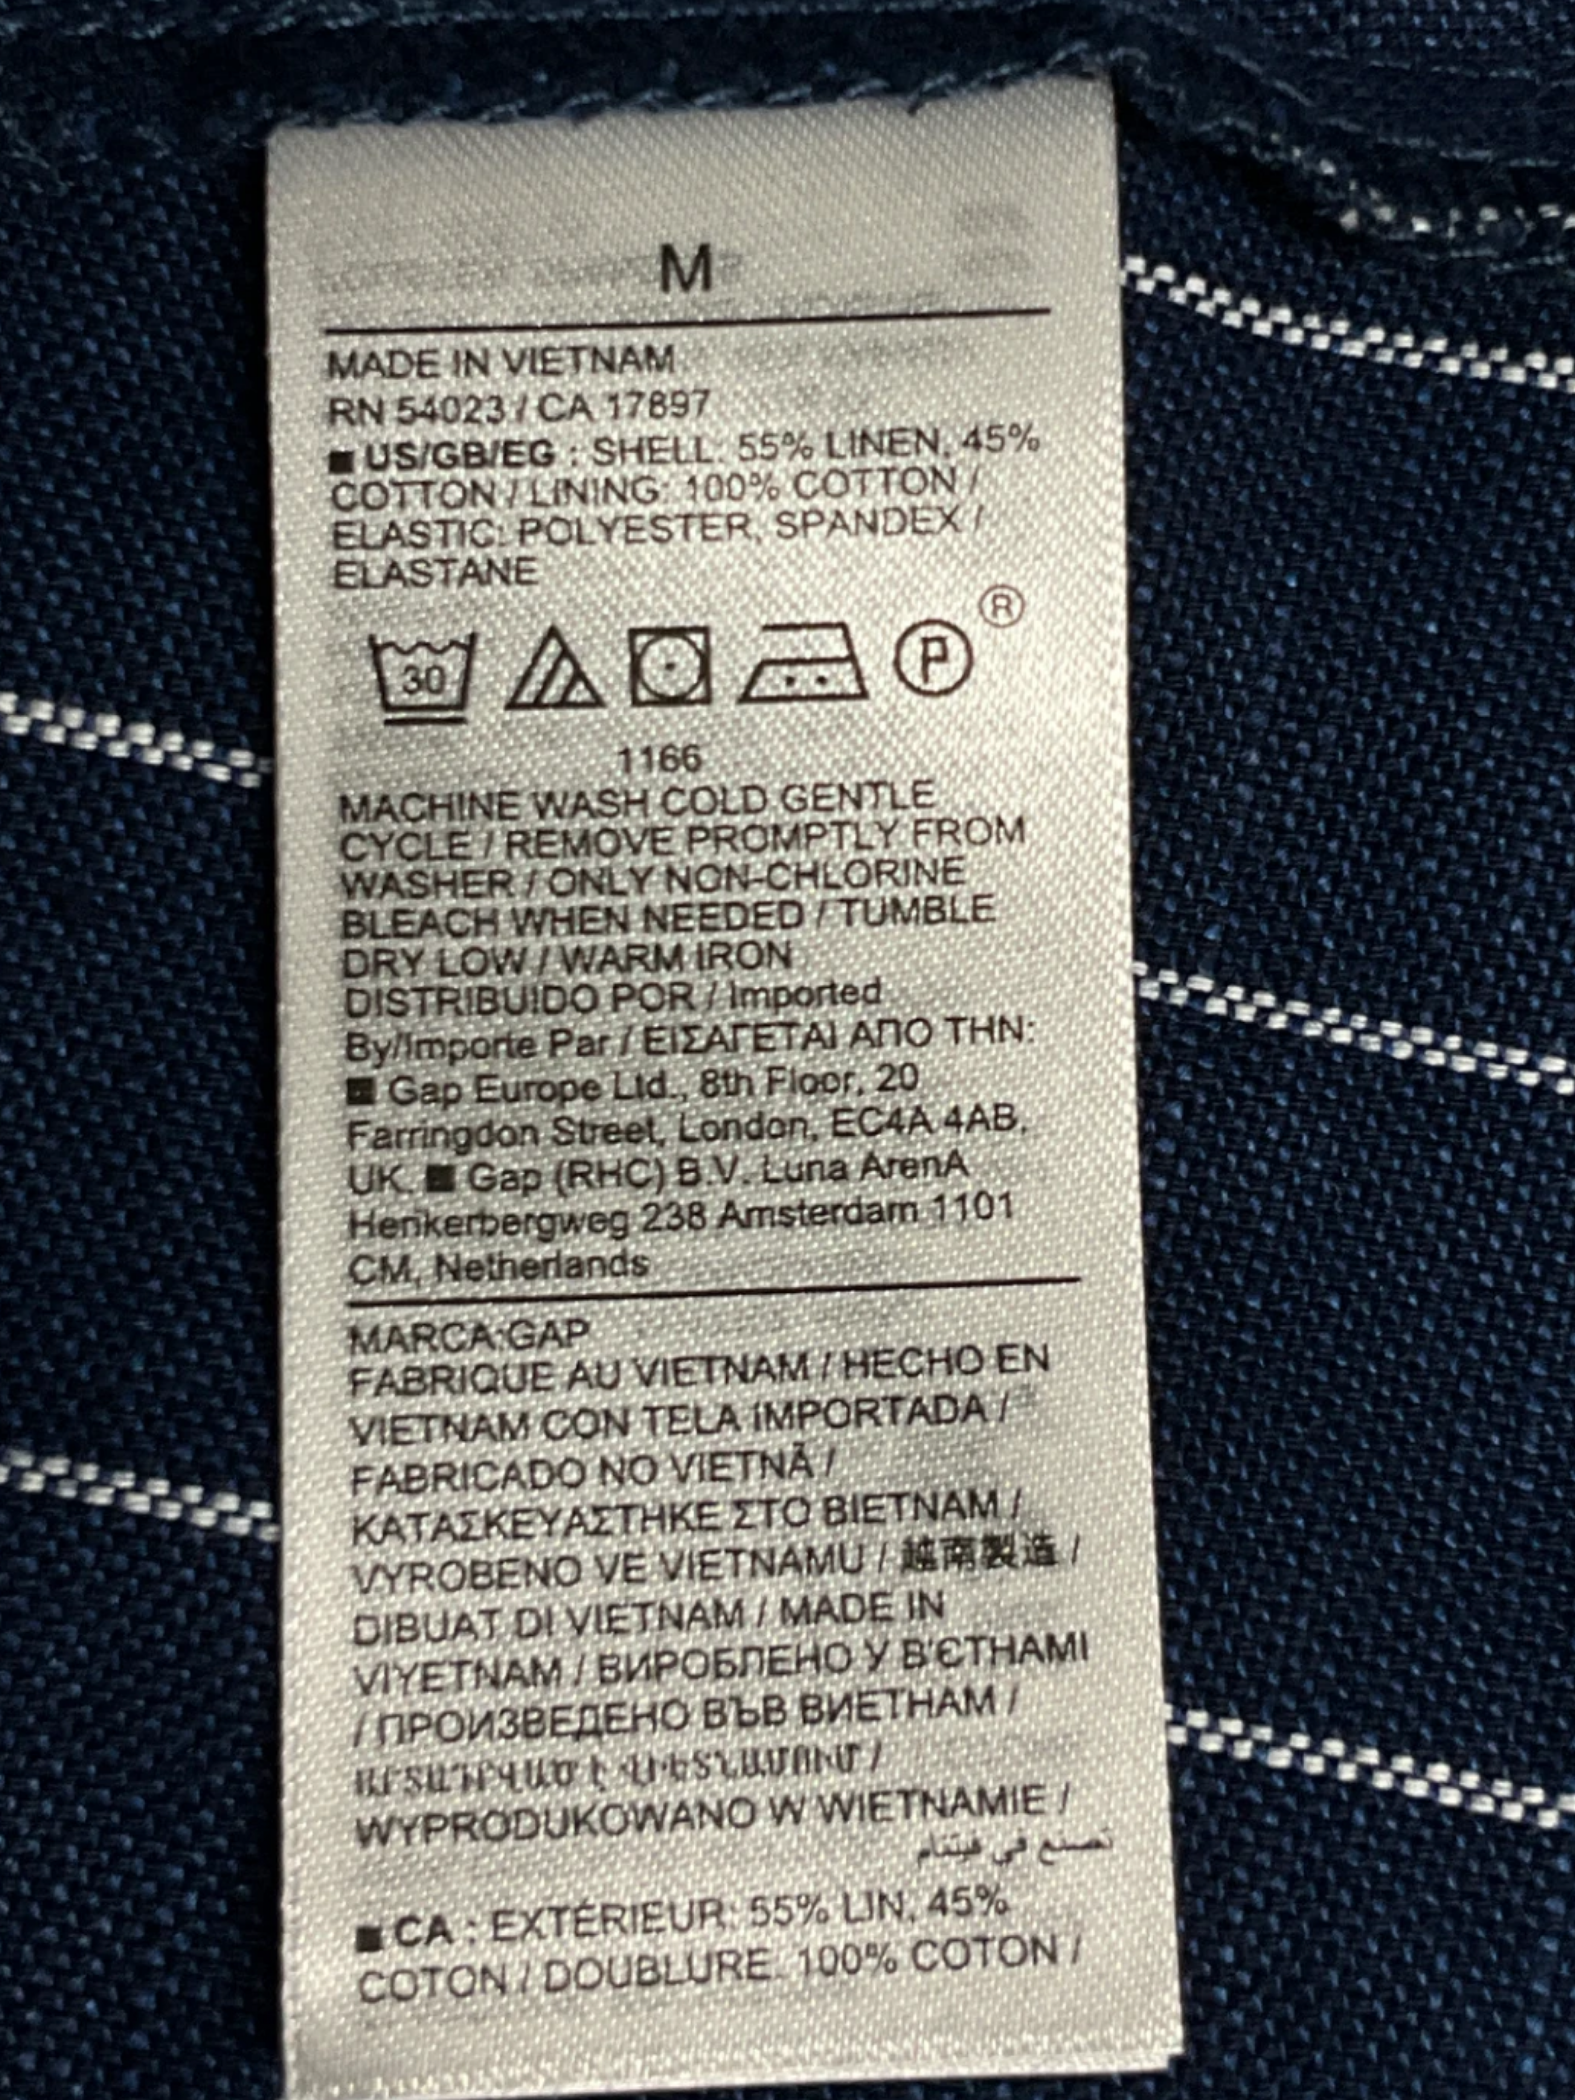 M
MADE IN VIETNAM
RN 54023 / CA 17897
■ US/GB/EG : SHELL: 55% LINEN, 45%
COTTON / LINING: 100% COTTON /
ELASTIC: POLYESTER, SPANDEX /
ELASTANE
®
30 P
1166
MACHINE WASH COLD GENTLE
CYCLE / REMOVE PROMPTLY FROM
WASHER / ONLY NON-CHLORINE
BLEACH WHEN NEEDED / TUMBLE
DRY LOW / WARM IRON
DISTRIBUIDO POR / Imported
By/Importe Par / ΕΙΣΑΓΕΤΑΙ ΑΠΟ ΤΗΝ:
■ Gap Europe Ltd., 8th Floor, 20
Farringdon Street, London, EC4A 4AB,
UK. ■ Gap (RHC) B.V. Luna ArenA
Herikerbergweg 238 Amsterdam 1101
CM, Netherlands
MARCA:GAP
FABRIQUE AU VIETNAM / HECHO EN
VIETNAM CON TELA IMPORTADA /
FABRICADO NO VIETNÃ /
ΚΑΤΑΣΚΕΥΑΣΤΗΚΕ ΣΤΟ ΒΙΕΤΝΑΜ /
VYROBENO VE VIETNAMU / 越南製造 /
DIBUAT DI VIETNAM / MADE IN
VIYETNAM / ВИРОБЛЕНО У В'ЄТНАМІ
/ ПРОИЗВЕДЕНО ВЪВ ВИЕТНАМ /
ԱՐՏԱԴՐՎԱԾ Է ՎԻԵՏՆԱՄՈՒՄ /
WYPRODUKOWANO W WIETNAMIE /
تصنع في فيتنام
■ CA : EXTÉRIEUR: 55% LIN, 45%
COTON / DOUBLURE: 100% COTON /